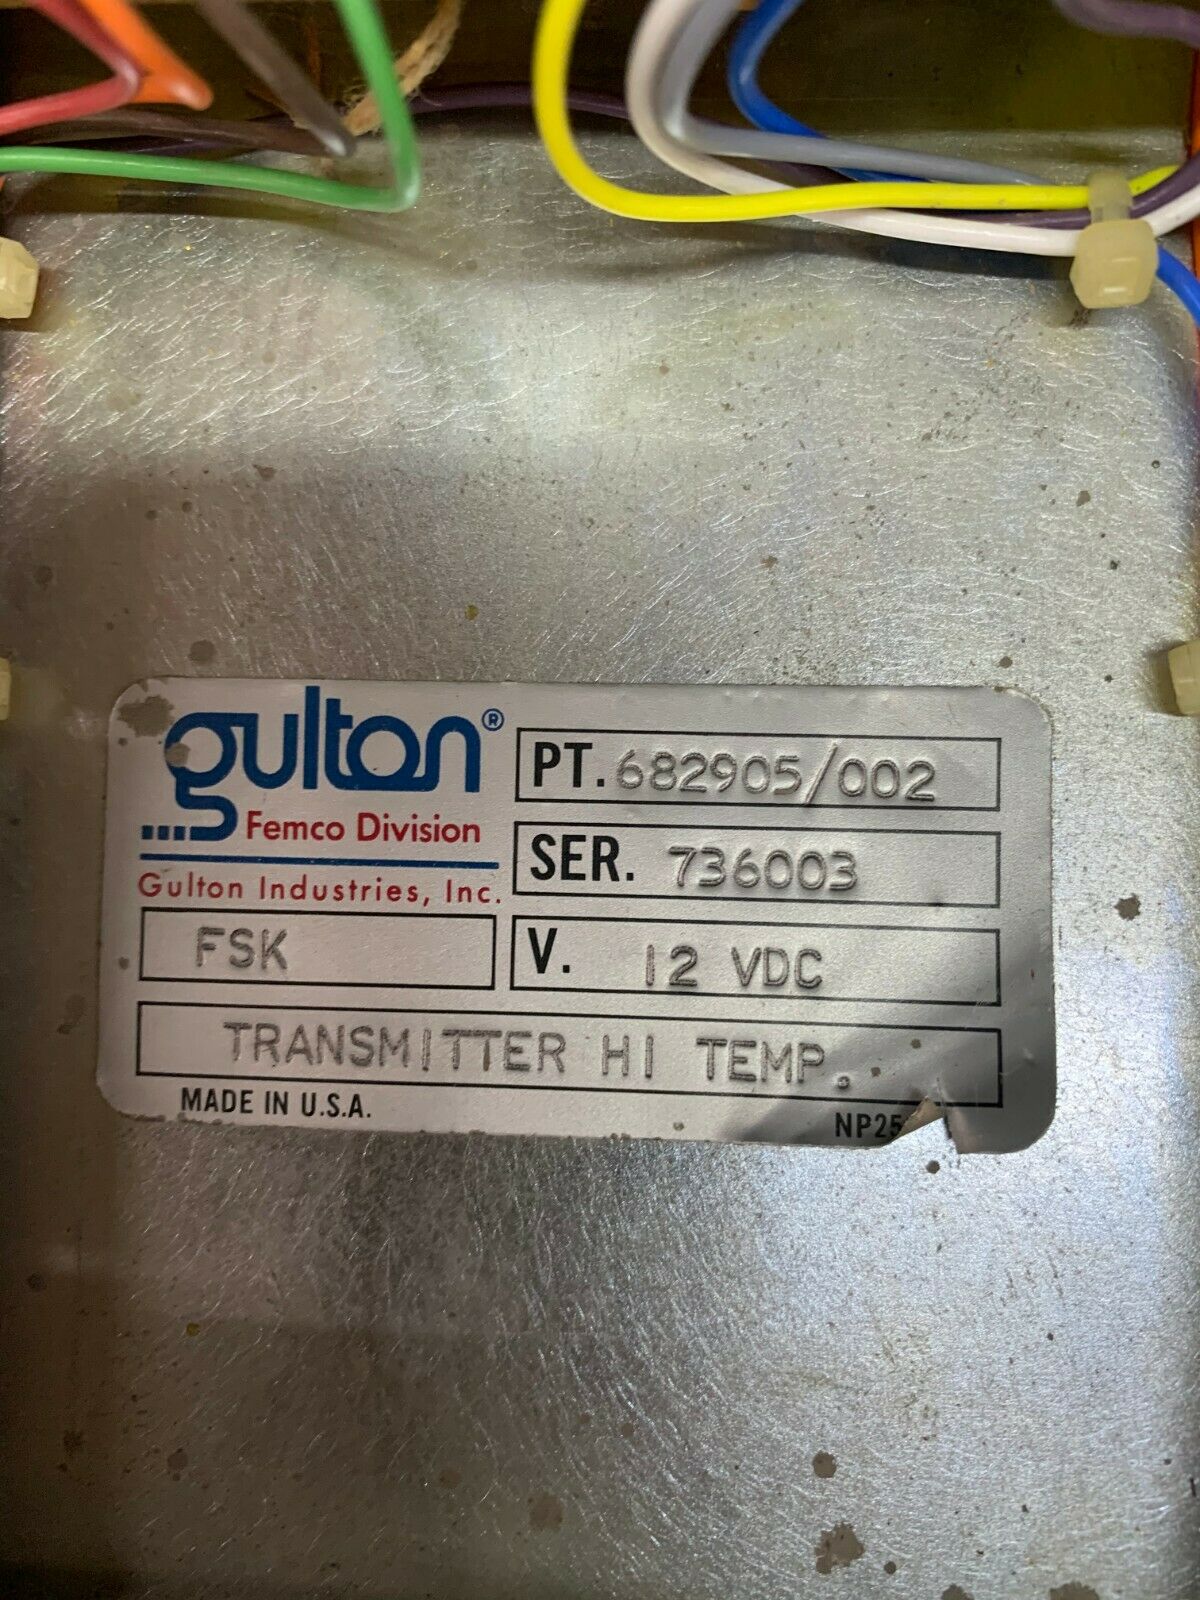 gulton®
Femco Division
Gulton Industries, Inc.
PT. 682905/002
SER. 736003
FSK
V. 12 VDC
TRANSMITTER HI TEMP.
MADE IN U.S.A.